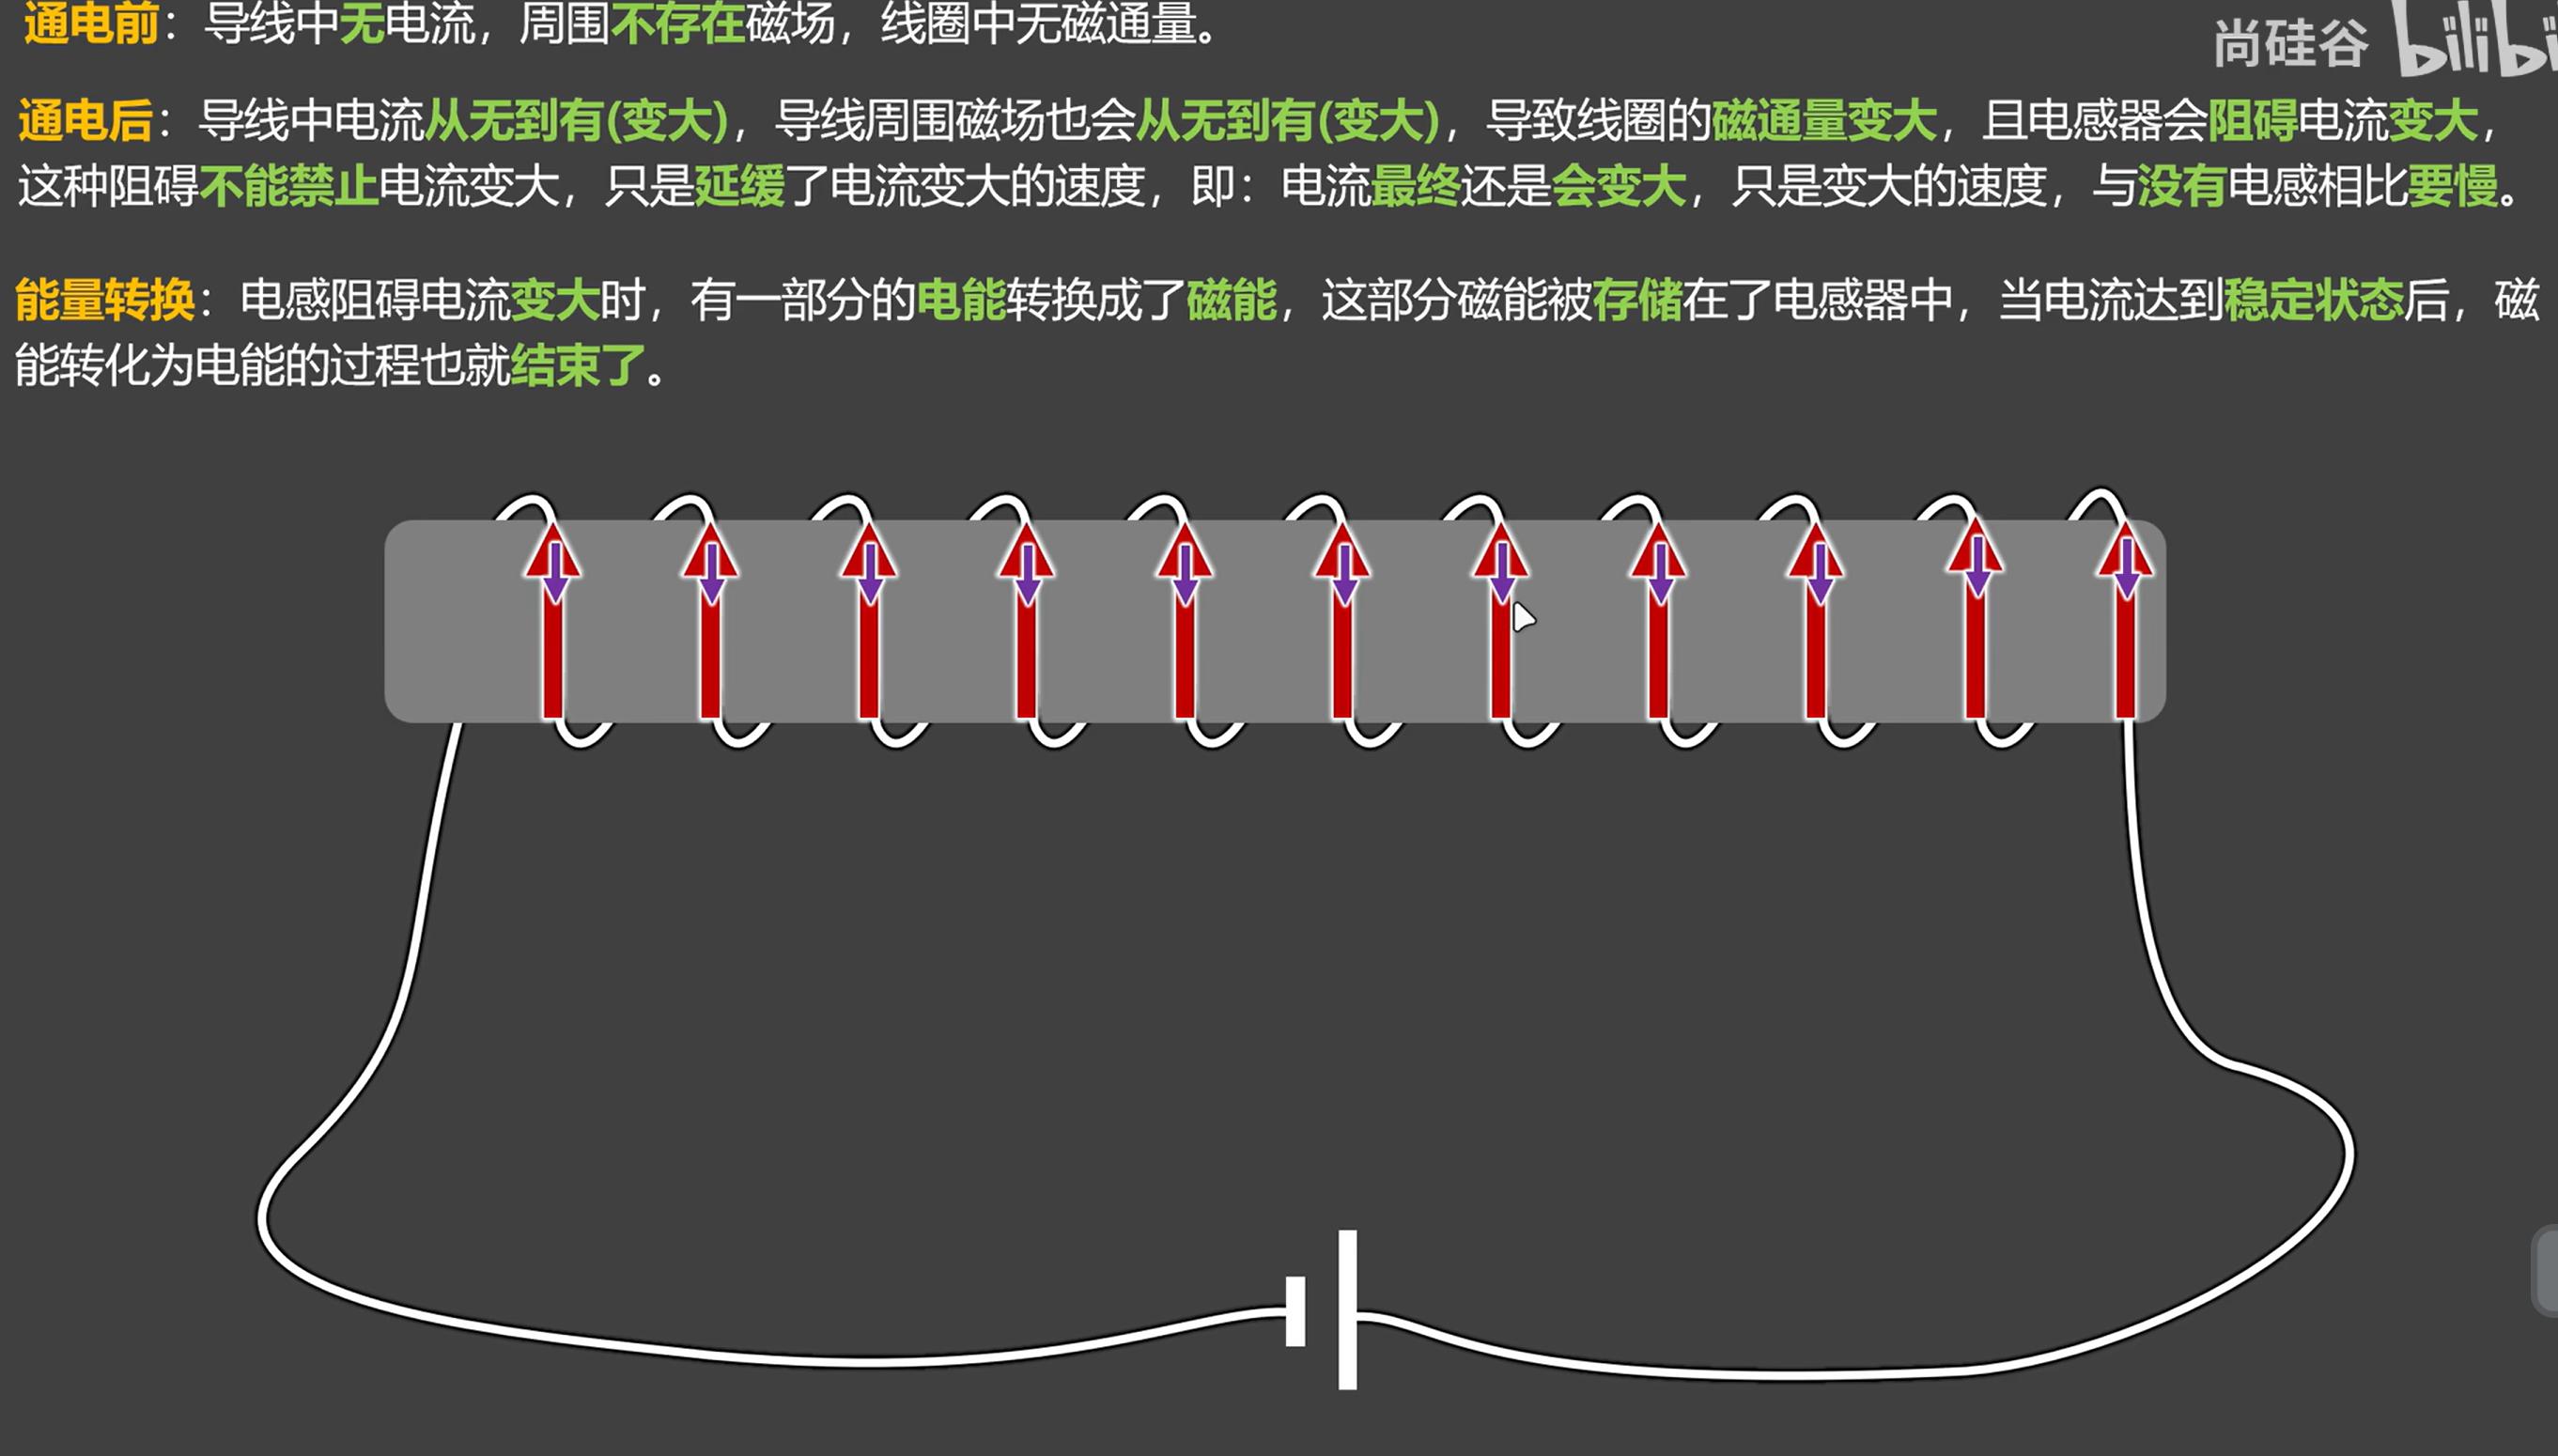 通电前：导线中无电流，周围不存在磁场，线圈中无磁通量。
尚硅谷 bilibi
通电后：导线中电流从无到有(变大)，导线周围磁场也会从无到有(变大)，导致线圈的磁通量变大，且电感器会阻碍电流变大，
这种阻碍不能禁止电流变大，只是延缓了电流变大的速度，即：电流最终还是会变大，只是变大的速度，与没有电感相比要慢。
能量转换：电感阻碍电流变大时，有一部分的电能转换成了磁能，这部分磁能被存储在了电感器中，当电流达到稳定状态后，磁
能转化为电能的过程也就结束了。